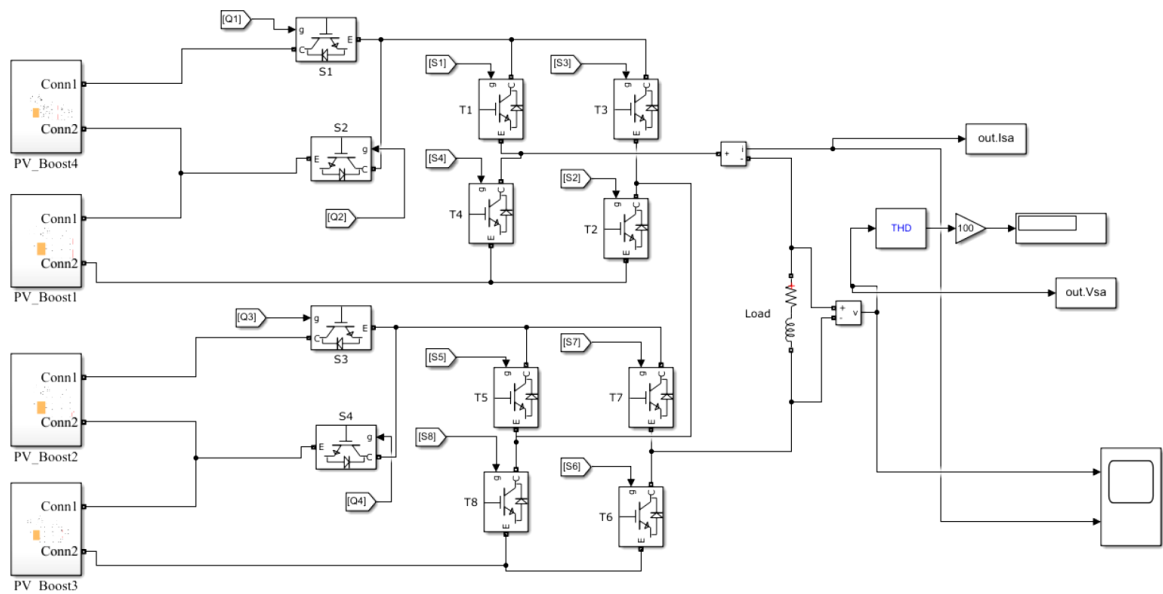 [Q1]
g
C
E
S1
Conn1
Conn2
PV_Boost4
S2
E
g
C
[Q2]
Conn1
Conn2
PV_Boost1
[S1]
g
C
T1
E
[S3]
g
C
T3
E
[S4]
g
C
T4
E
[S2]
g
C
T2
E
+
-
i
out.Isa
THD
100
out.Vsa
Load
+
-
v
[Q3]
g
C
E
S3
Conn1
Conn2
PV_Boost2
S4
E
g
C
[Q4]
Conn1
Conn2
PV_Boost3
[S5]
g
C
T5
E
[S7]
g
C
T7
E
[S8]
g
C
T8
E
[S6]
g
C
T6
E